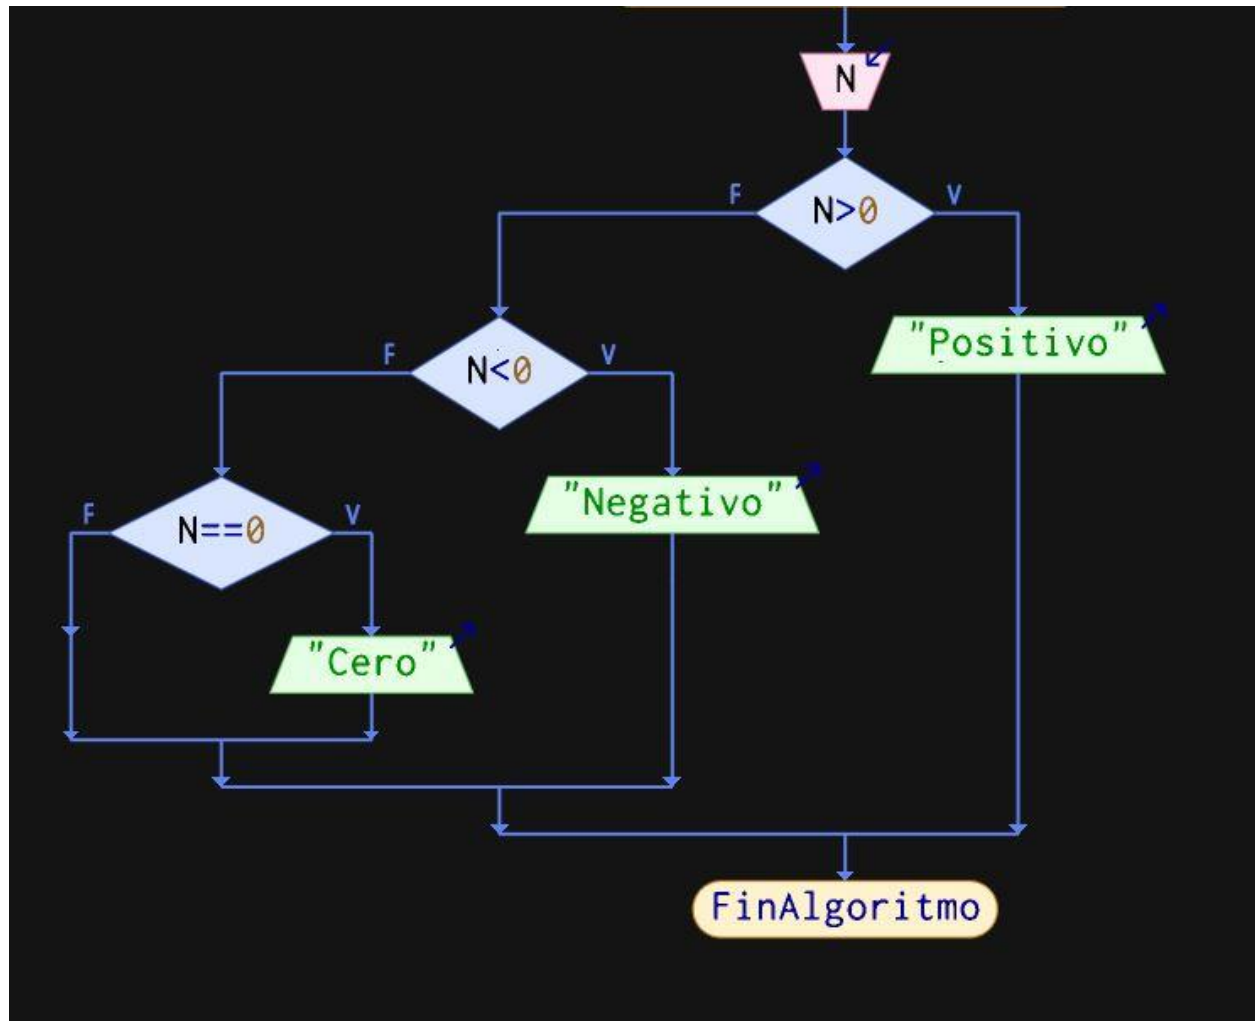 N
F
V
N>0
"Positivo"
F
V
N<0
"Negativo"
F
V
N==0
"Cero"
FinAlgoritmo